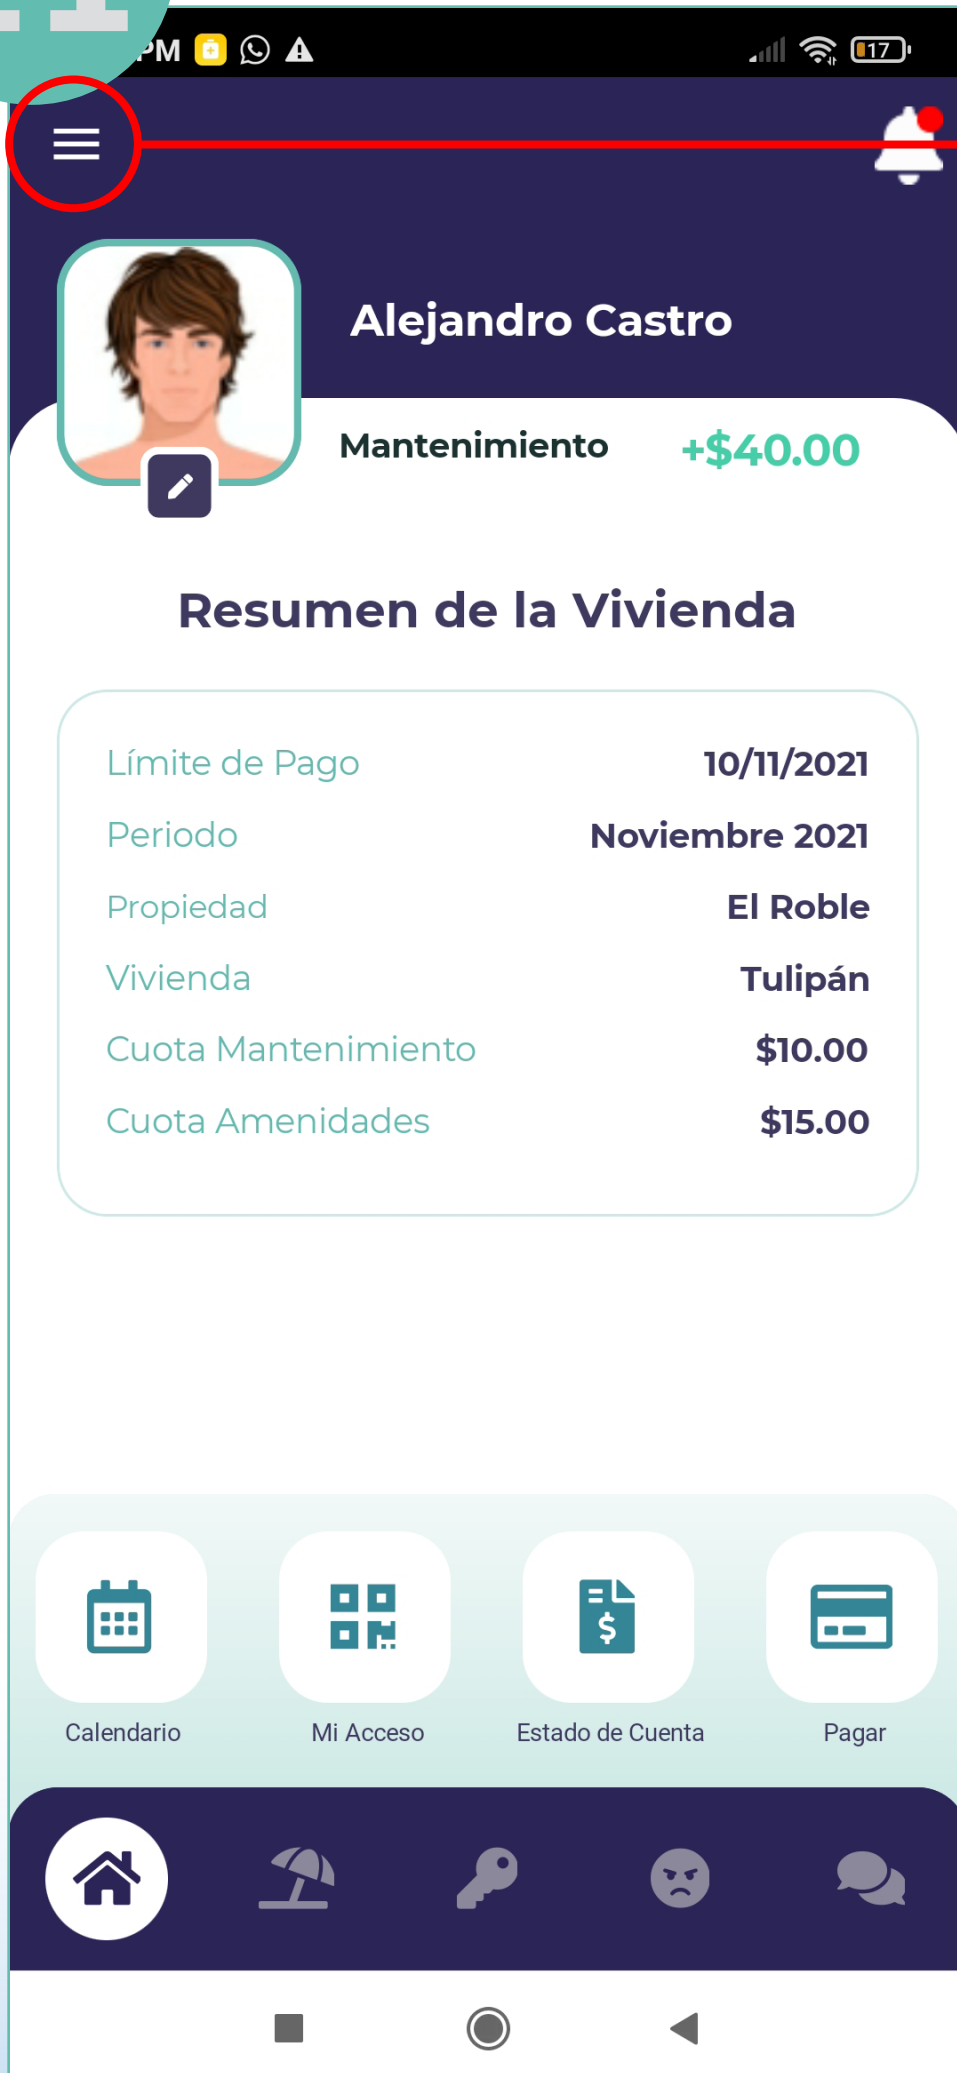 PM
17
Alejandro Castro
Mantenimiento +$40.00
Resumen de la Vivienda
Límite de Pago 10/11/2021
Periodo Noviembre 2021
Propiedad El Roble
Vivienda Tulipán
Cuota Mantenimiento $10.00
Cuota Amenidades $15.00
Calendario Mi Acceso Estado de Cuenta Pagar